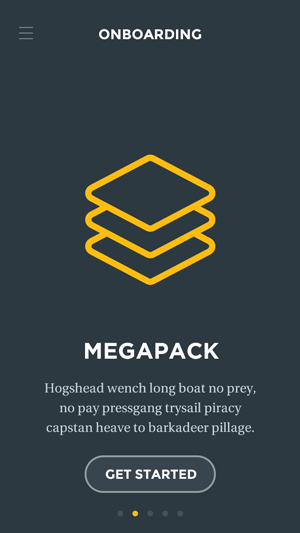 ONBOARDING
MEGAPACK
Hogshead wench long boat no prey,
no pay pressgang trysail piracy
capstan heave to barkadeer pillage.
GET STARTED